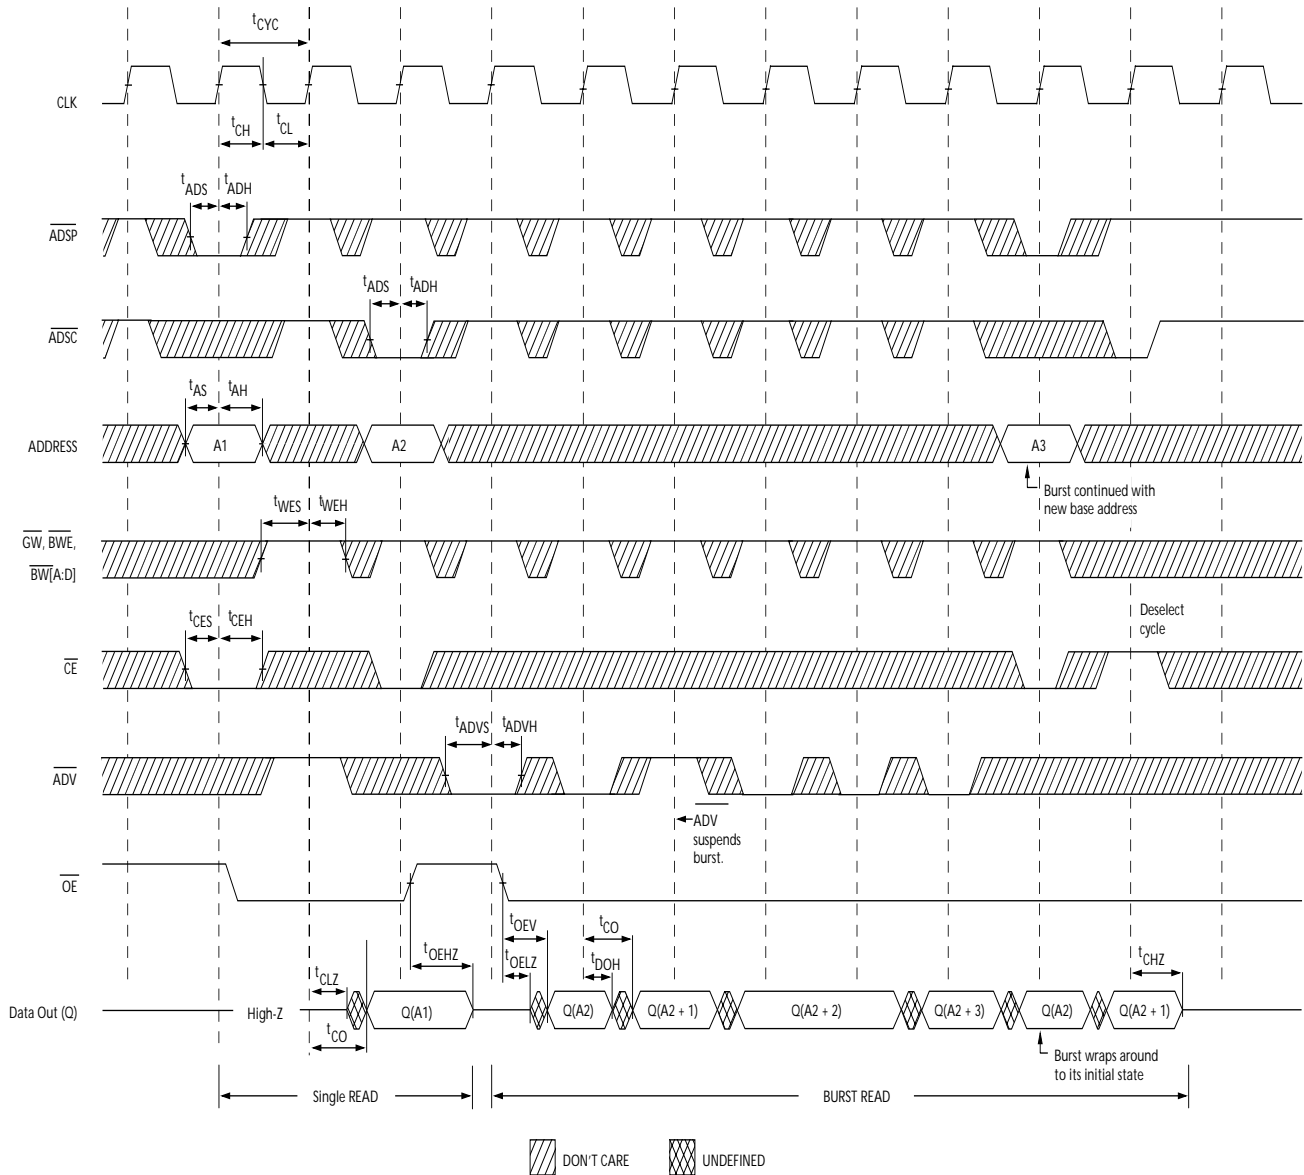 tCYC
CLK
tCH
tCL
tADS
tADH
ADSP
tADS
tADH
ADSC
tAS
tAH
ADDRESS
A1
A2
A3
Burst continued with
new base address
tWES
tWEH
GW, BWE,
BW[A:D]
Deselect
cycle
tCES
tCEH
CE
tADVS
tADVH
ADV
ADV
suspends
burst.
OE
tOEHZ
tOEV
tOELZ
tCO
tDOH
tCHZ
tCLZ
Data Out (Q)
High-Z
Q(A1)
Q(A2)
Q(A2 + 1)
Q(A2 + 2)
Q(A2 + 3)
Q(A2)
Q(A2 + 1)
tCO
Burst wraps around
to its initial state
Single READ
BURST READ
DON'T CARE
UNDEFINED